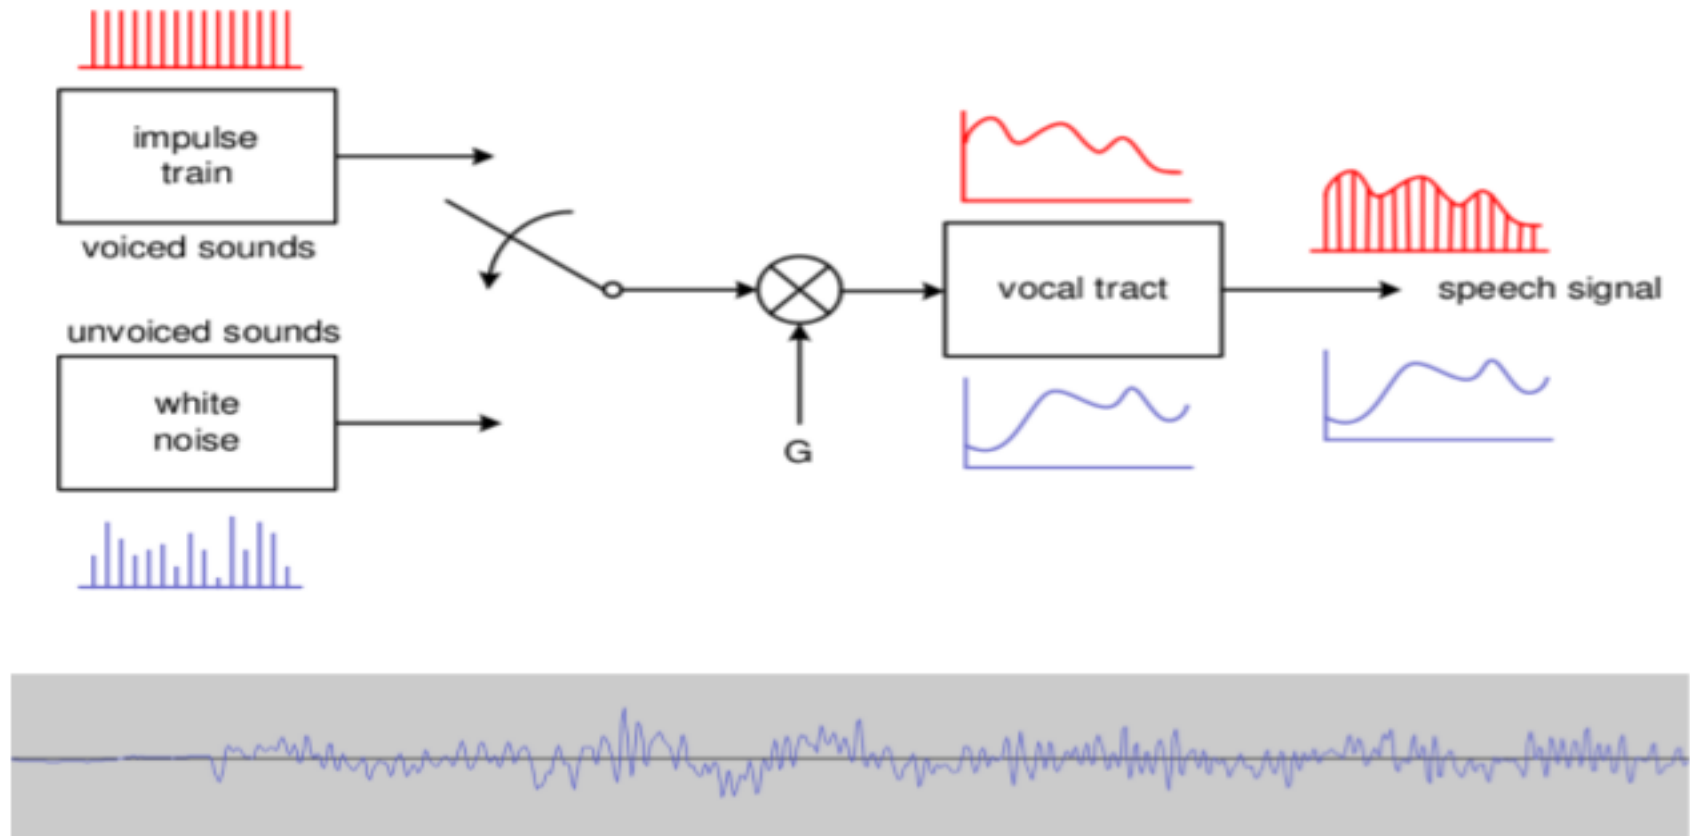 impulse
train
voiced sounds
unvoiced sounds
white
noise
G
vocal tract
speech signal